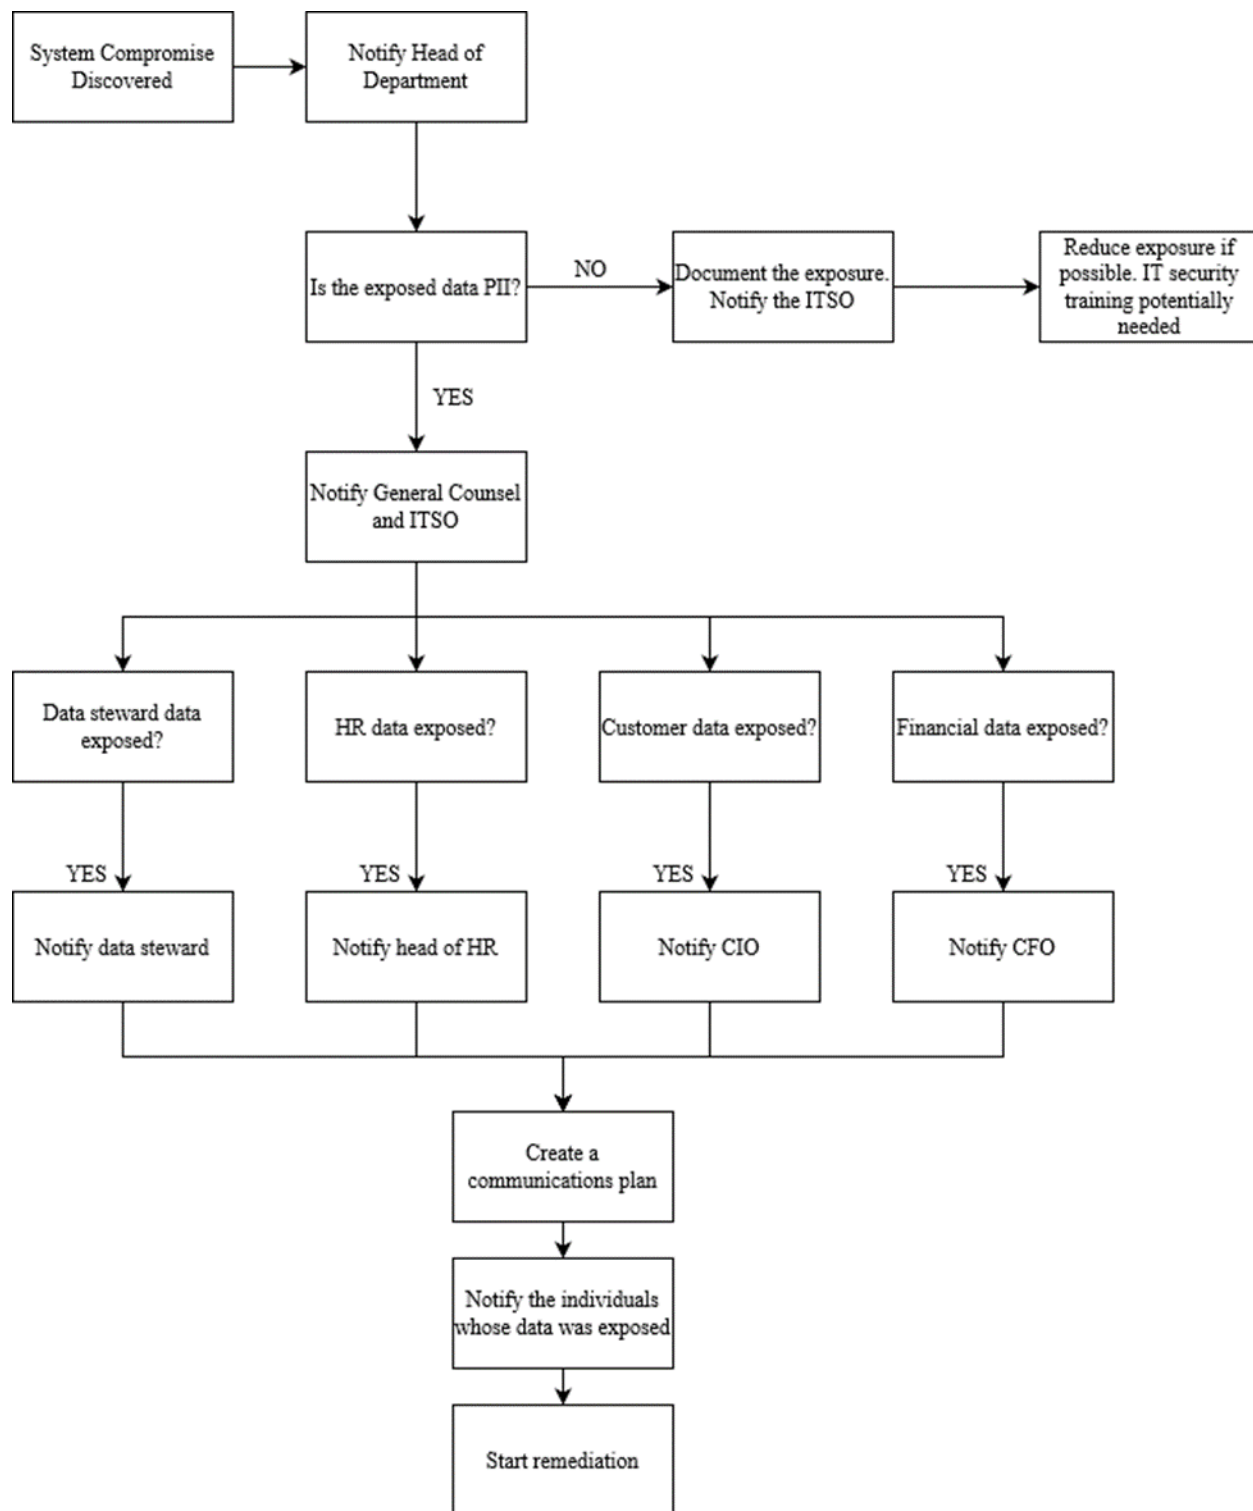 System Compromise
Discovered
Notify Head of
Department
Is the exposed data PII?
NO
Document the exposure.
Notify the ITSO
Reduce exposure if
possible. IT security
training potentially
needed
YES
Notify General Counsel
and ITSO
Data steward data
exposed?
HR data exposed?
Customer data exposed?
Financial data exposed?
YES
YES
YES
YES
Notify data steward
Notify head of HR
Notify CIO
Notify CFO
Create a
communications plan
Notify the individuals
whose data was exposed
Start remediation